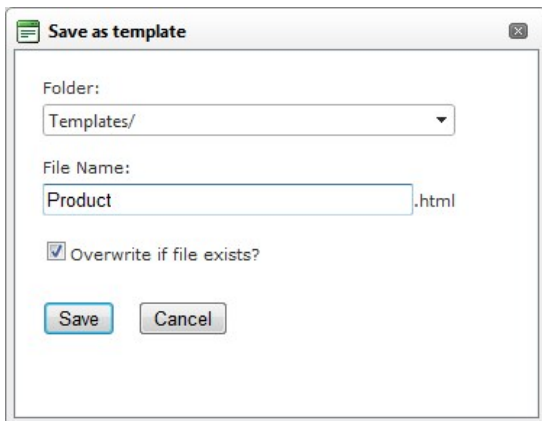 Save as template
Folder:
Templates/
File Name:
Product .html
Overwrite if file exists?
Save Cancel